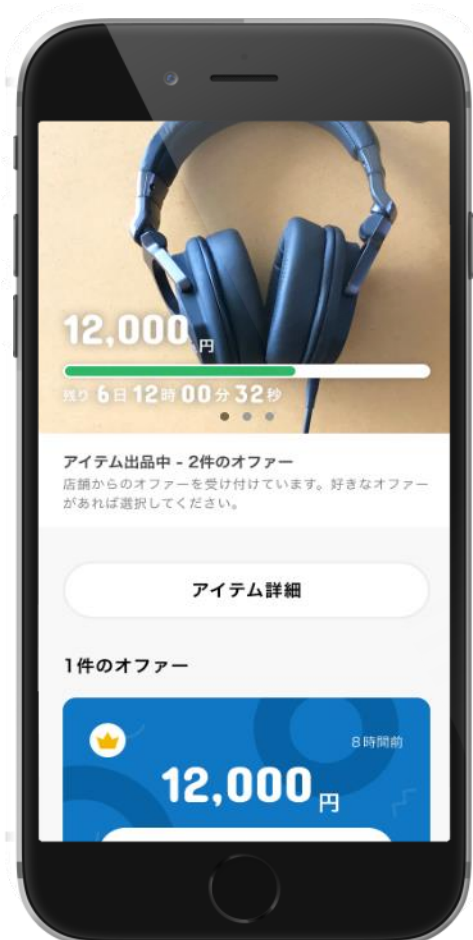 12,000円
残り 6日 12時 00分 32秒
アイテム出品中 - 2件のオファー
店舗からのオファーを受け付けています。好きなオファー
があれば選択してください。
アイテム詳細
1件のオファー
8時間前
12,000円